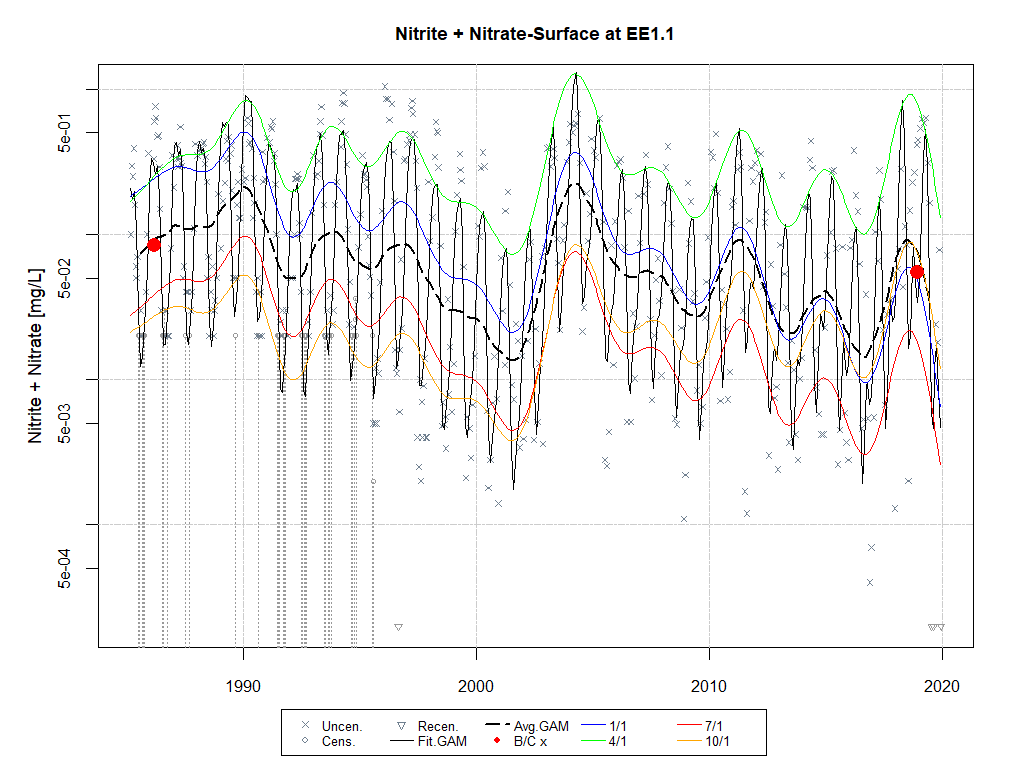 Nitrite + Nitrate-Surface at EE1.1
Nitrite + Nitrate [mg/L]
5e-01
5e-02
5e-03
5e-04
1990
2000
2010
2020
Uncen. Recen. Avg.GAM 1/1 7/1
Cens. Fit.GAM B/C x 4/1 10/1